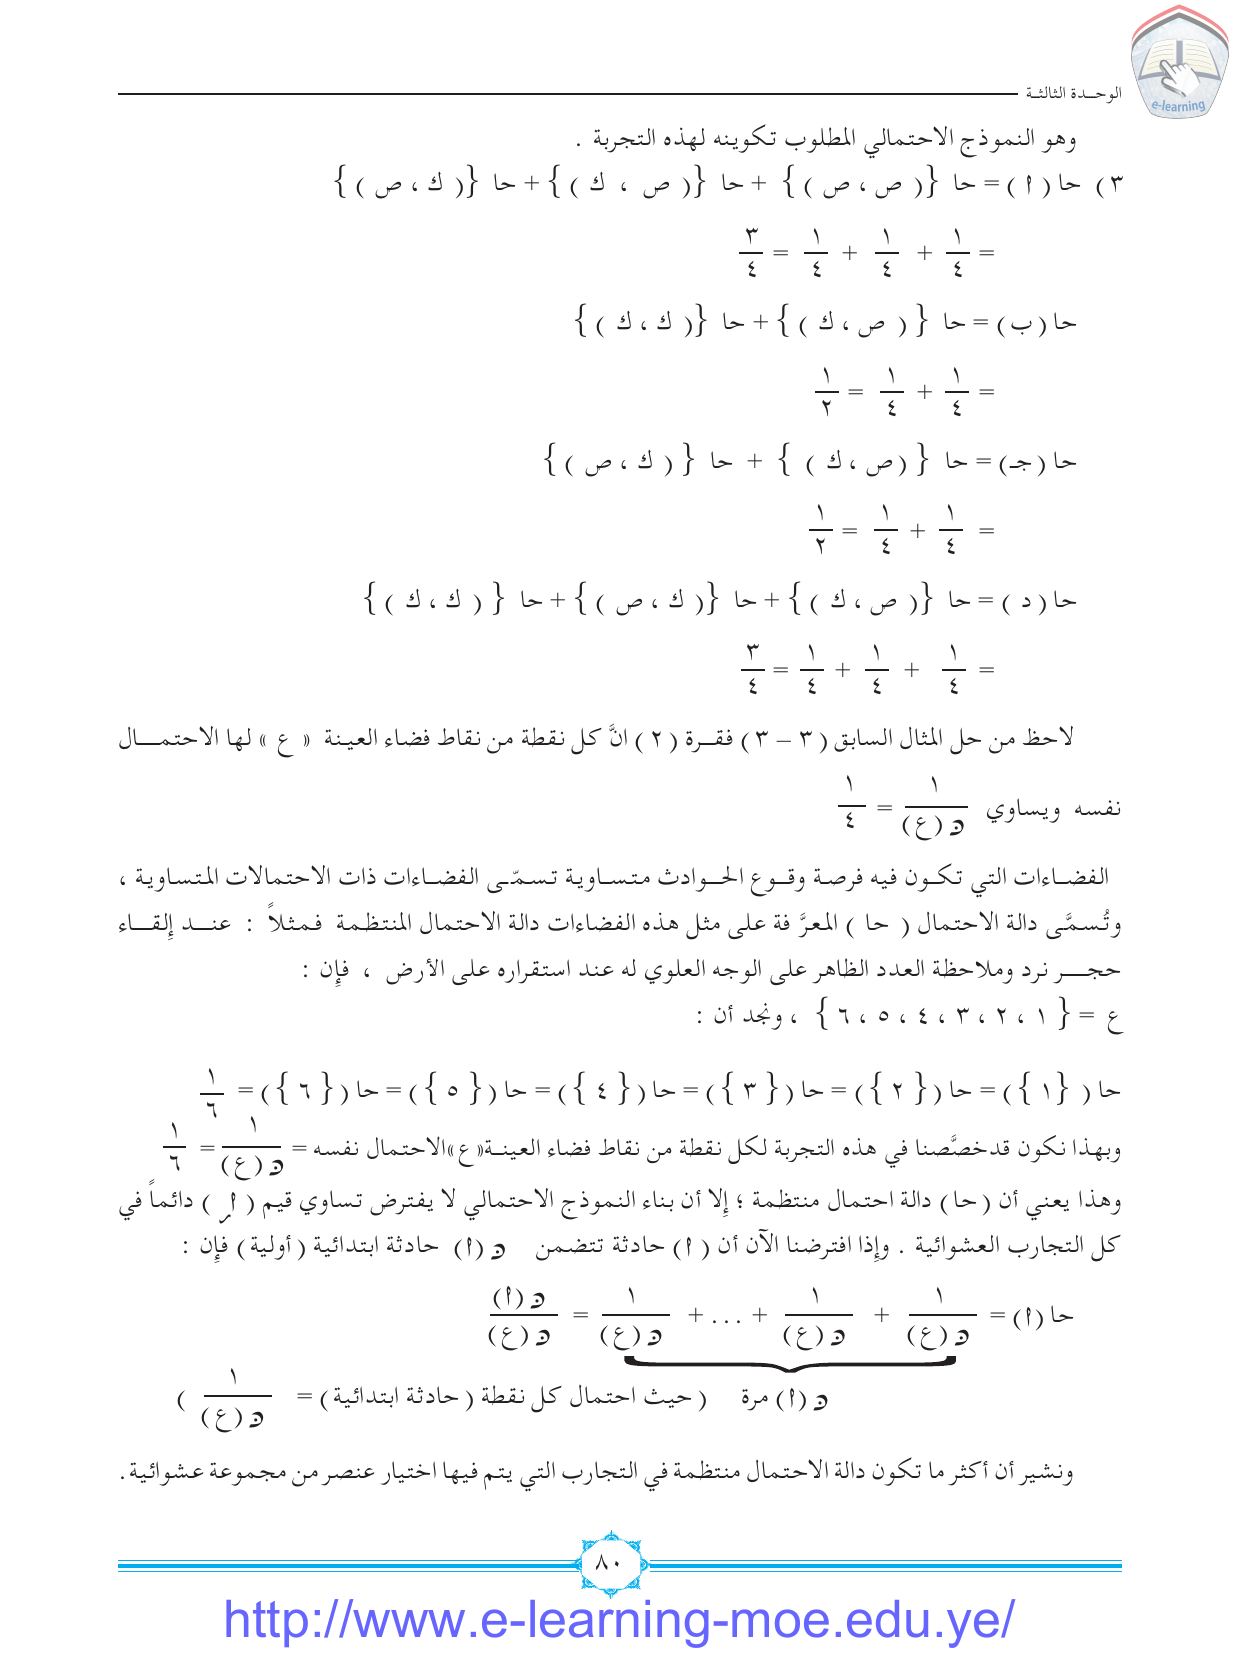 e-learning
الوحـدة الثالثـة
وهو النموذج الاحتمالي المطلوب تكوينه لهذه التجربة .
٣) حا ( ا ) = حا { ( ص ، ص ) } + حا { ( ص ، ك ) } + حا { ( ك ، ص ) }
= ١/٤ + ١/٤ + ١/٤ = ٣/٤
حا ( ب ) = حا { ( ص ، ك ) } + حا { ( ك ، ك ) }
= ١/٤ + ١/٤ = ١/٢
حا ( جـ ) = حا { ( ص ، ك ) } + حا { ( ك ، ص ) }
= ١/٤ + ١/٤ = ١/٢
حا ( د ) = حا { ( ص ، ك ) } + حا { ( ك ، ص ) } + حا { ( ك ، ك ) }
= ١/٤ + ١/٤ + ١/٤ = ٣/٤
لاحظ من حل المثال السابق ( ٣ – ٣ ) فقرة ( ٢ ) انَّ كل نقطة من نقاط فضاء العينة « ع » لها الاحتمال
نفسه ويساوي ١/ن (ع) = ١/٤
الفضاءات التي تكون فيه فرصة وقوع الحوادث متساوية تسمّى الفضاءات ذات الاحتمالات المتساوية ،
وتُسمَّى دالة الاحتمال ( حا ) المعرَّفة على مثل هذه الفضاءات دالة الاحتمال المنتظمة فمثلاً : عند إلقاء
حجر نرد وملاحظة العدد الظاهر على الوجه العلوي له عند استقراره على الأرض ، فإن :
ع = { ١ ، ٢ ، ٣ ، ٤ ، ٥ ، ٦ } ، ونجد أن :
حا ( { ١ } ) = حا ( { ٢ } ) = حا ( { ٣ } ) = حا ( { ٤ } ) = حا ( { ٥ } ) = حا ( { ٦ } ) = ١/٦
وبهذا نكون قدخصَّصنا في هذه التجربة لكل نقطة من نقاط فضاء العينة«ع»الاحتمال نفسه = ١/ن (ع) = ١/٦
وهذا يعني أن ( حا ) دالة احتمال منتظمة ؛ إلا أن بناء النموذج الاحتمالي لا يفترض تساوي قيم ( ار ) دائماً في
كل التجارب العشوائية . وإذا افترضنا الآن أن ( ا ) حادثة تتضمن ن (ا) حادثة ابتدائية ( أولية ) فإن :
حا (ا) = ١/ن (ع) + ١/ن (ع) + . . . + ١/ن (ع) = ن (ا)/ن (ع)
ن (ا) مرة ( حيث احتمال كل نقطة ( حادثة ابتدائية ) = ١/ن (ع) )
ونشير أن أكثر ما تكون دالة الاحتمال منتظمة في التجارب التي يتم فيها اختيار عنصر من مجموعة عشوائية .
٨٠
http://www.e-learning-moe.edu.ye/